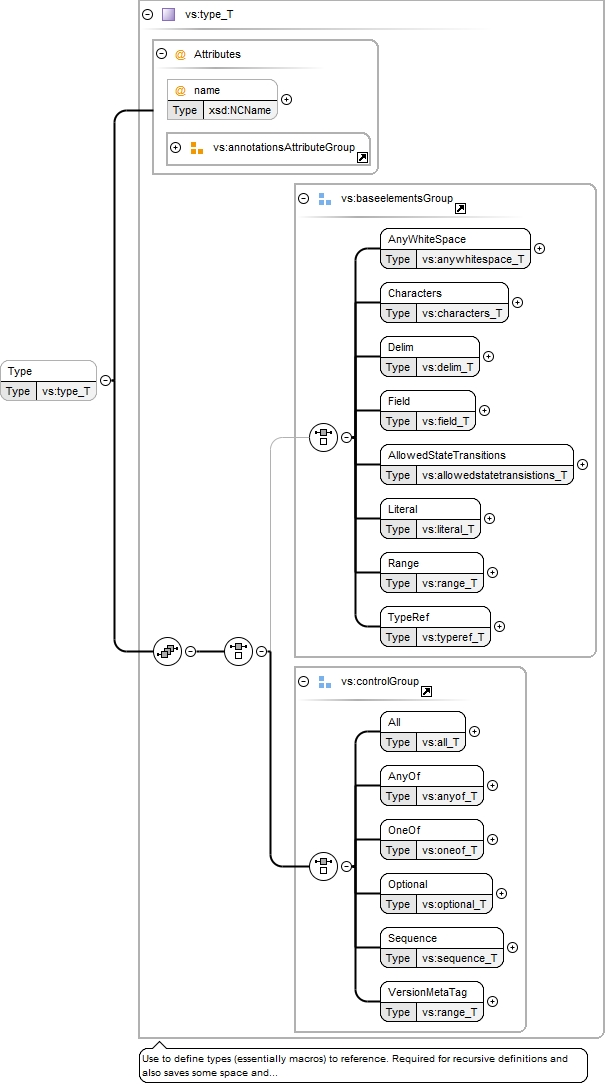 vs:type_T
@ Attributes
@ name
Type xsd:NCName
vs:annotationsAttributeGroup
vs:baseelementsGroup
AnyWhiteSpace
Type vs:anywhitespace_T
Characters
Type vs:characters_T
Delim
Type vs:delim_T
Type
Type vs:type_T
Field
Type vs:field_T
AllowedStateTransitions
Type vs:allowedstatetransistions_T
Literal
Type vs:literal_T
Range
Type vs:range_T
TypeRef
Type vs:typeref_T
vs:controlGroup
All
Type vs:all_T
AnyOf
Type vs:anyof_T
OneOf
Type vs:oneof_T
Optional
Type vs:optional_T
Sequence
Type vs:sequence_T
VersionMetaTag
Type vs:range_T
Use to define types (essentially macros) to reference. Required for recursive definitions and
also saves some space and...